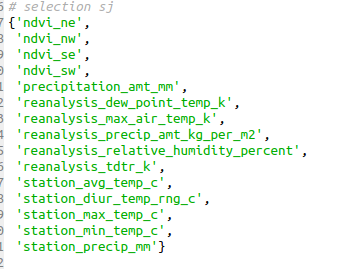 # selection sj
{'ndvi_ne',
'ndvi_nw',
'ndvi_se',
'ndvi_sw',
'precipitation_amt_mm',
'reanalysis_dew_point_temp_k',
'reanalysis_max_air_temp_k',
'reanalysis_precip_amt_kg_per_m2',
'reanalysis_relative_humidity_percent',
'reanalysis_tdtr_k',
'station_avg_temp_c',
'station_diur_temp_rng_c',
'station_max_temp_c',
'station_min_temp_c',
'station_precip_mm'}